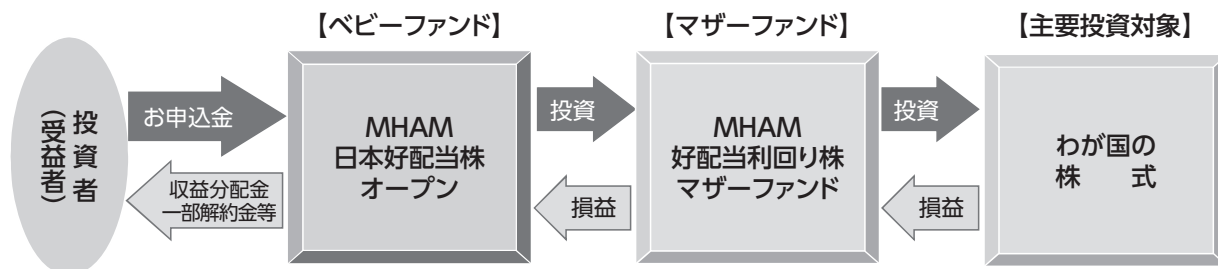 【ベビーファンド】
【マザーファンド】
【主要投資対象】
投資者
(受益者)
お申込金
収益分配金
一部解約金等
MHAM
日本好配当株
オープン
投資
損益
MHAM
好配当利回り株
マザーファンド
投資
損益
わが国の
株　式